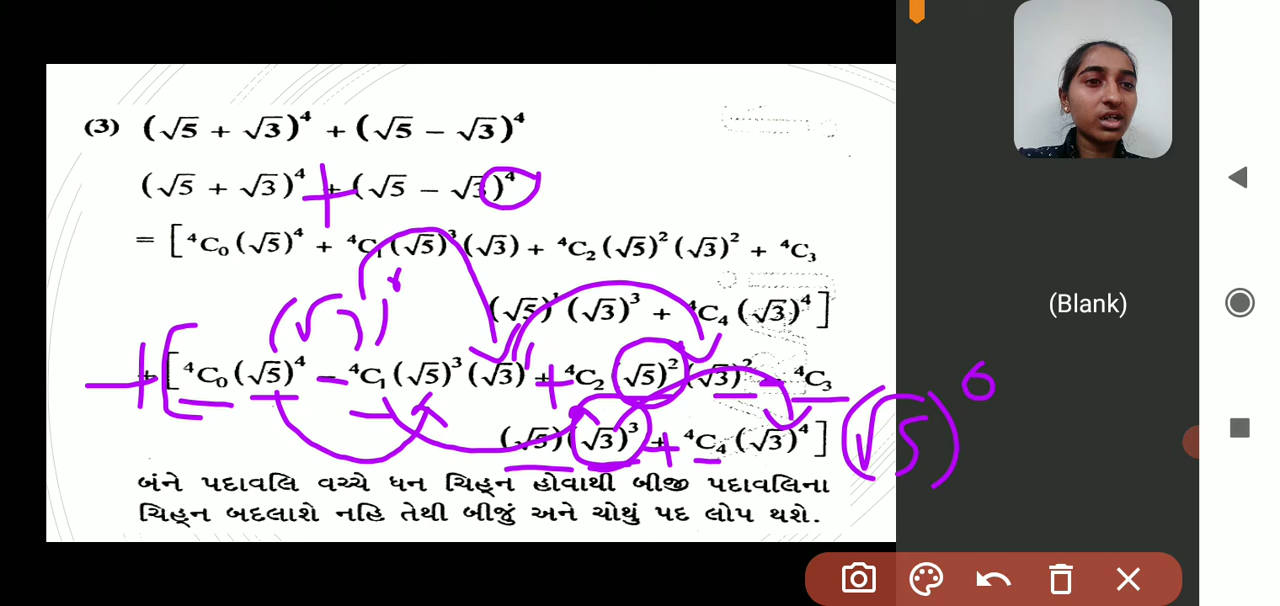 (3) (√5 + √3)⁴ + (√5 − √3)⁴
(√5 + √3)⁴ + (√5 − √3)⁴
= [⁴C₀(√5)⁴ + ⁴C₁(√5)³(√3) + ⁴C₂(√5)²(√3)² + ⁴C₃
(√5)¹(√3)³ + ⁴C₄(√3)⁴]
+ [⁴C₀(√5)⁴ − ⁴C₁(√5)³(√3) + ⁴C₂(√5)²(√3)² − ⁴C₃
(√5)(√3)³ + ⁴C₄(√3)⁴]
(√5)⁶
બંને પદાવલિ વચ્ચે ધન ચિહ્ન હોવાથી બીજી પદાવલિના
ચિહ્ન બદલાશે નહિ તેથી બીજું અને ચોથું પદ લોપ થશે.
(Blank)